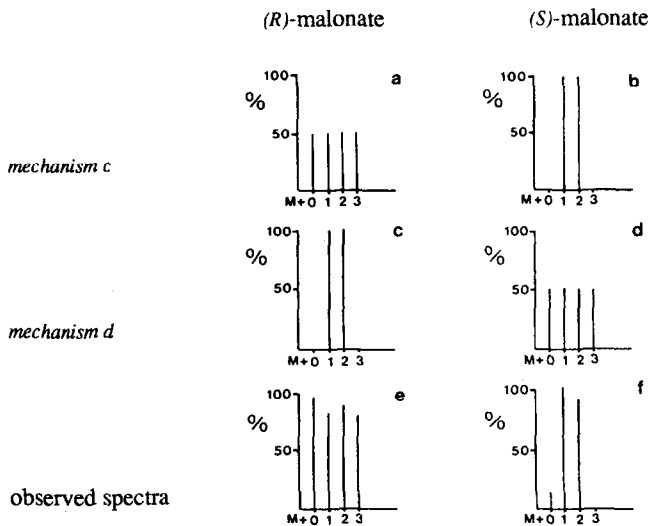 (R)-malonate (S)-malonate
100 a 100 b
% %
50 50
mechanism c
M+0 1 2 3 M+0 1 2 3
100 c 100 d
% %
50 50
mechanism d
M+0 1 2 3 M+0 1 2 3
100 e 100 f
% %
50 50
observed spectra
M+0 1 2 3 M+0 1 2 3